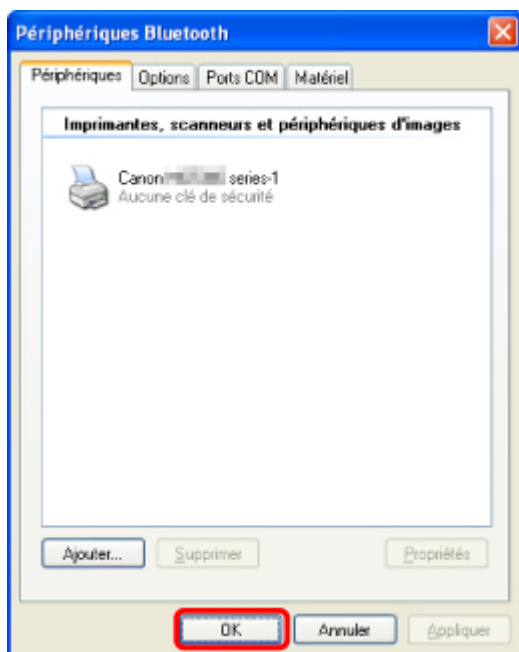 Périphériques Bluetooth
Périphériques Options Ports COM Matériel
Imprimantes, scanneurs et périphériques d'images
Canon series-1
Aucune clé de sécurité
Ajouter... Supprimer Propriétés
OK Annuler Appliquer